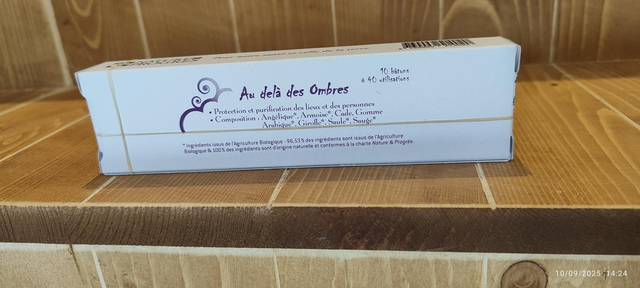 10 bâtons
à 40 utilisations
Au delà des Ombres
• Protection et purification des lieux et des personnes
• Composition : Angélique*, Armoise*, Cade, Gomme
Arabique*, Girofle*, Saule*, Sauge*
* ingrédients issus de l'Agriculture Biologique : 98,53% des ingrédients sont issus de l'Agriculture
Biologique & 100% des ingrédients sont d'origine naturelle et conformes à la charte Nature & Progrès.
10/09/2025 14:24